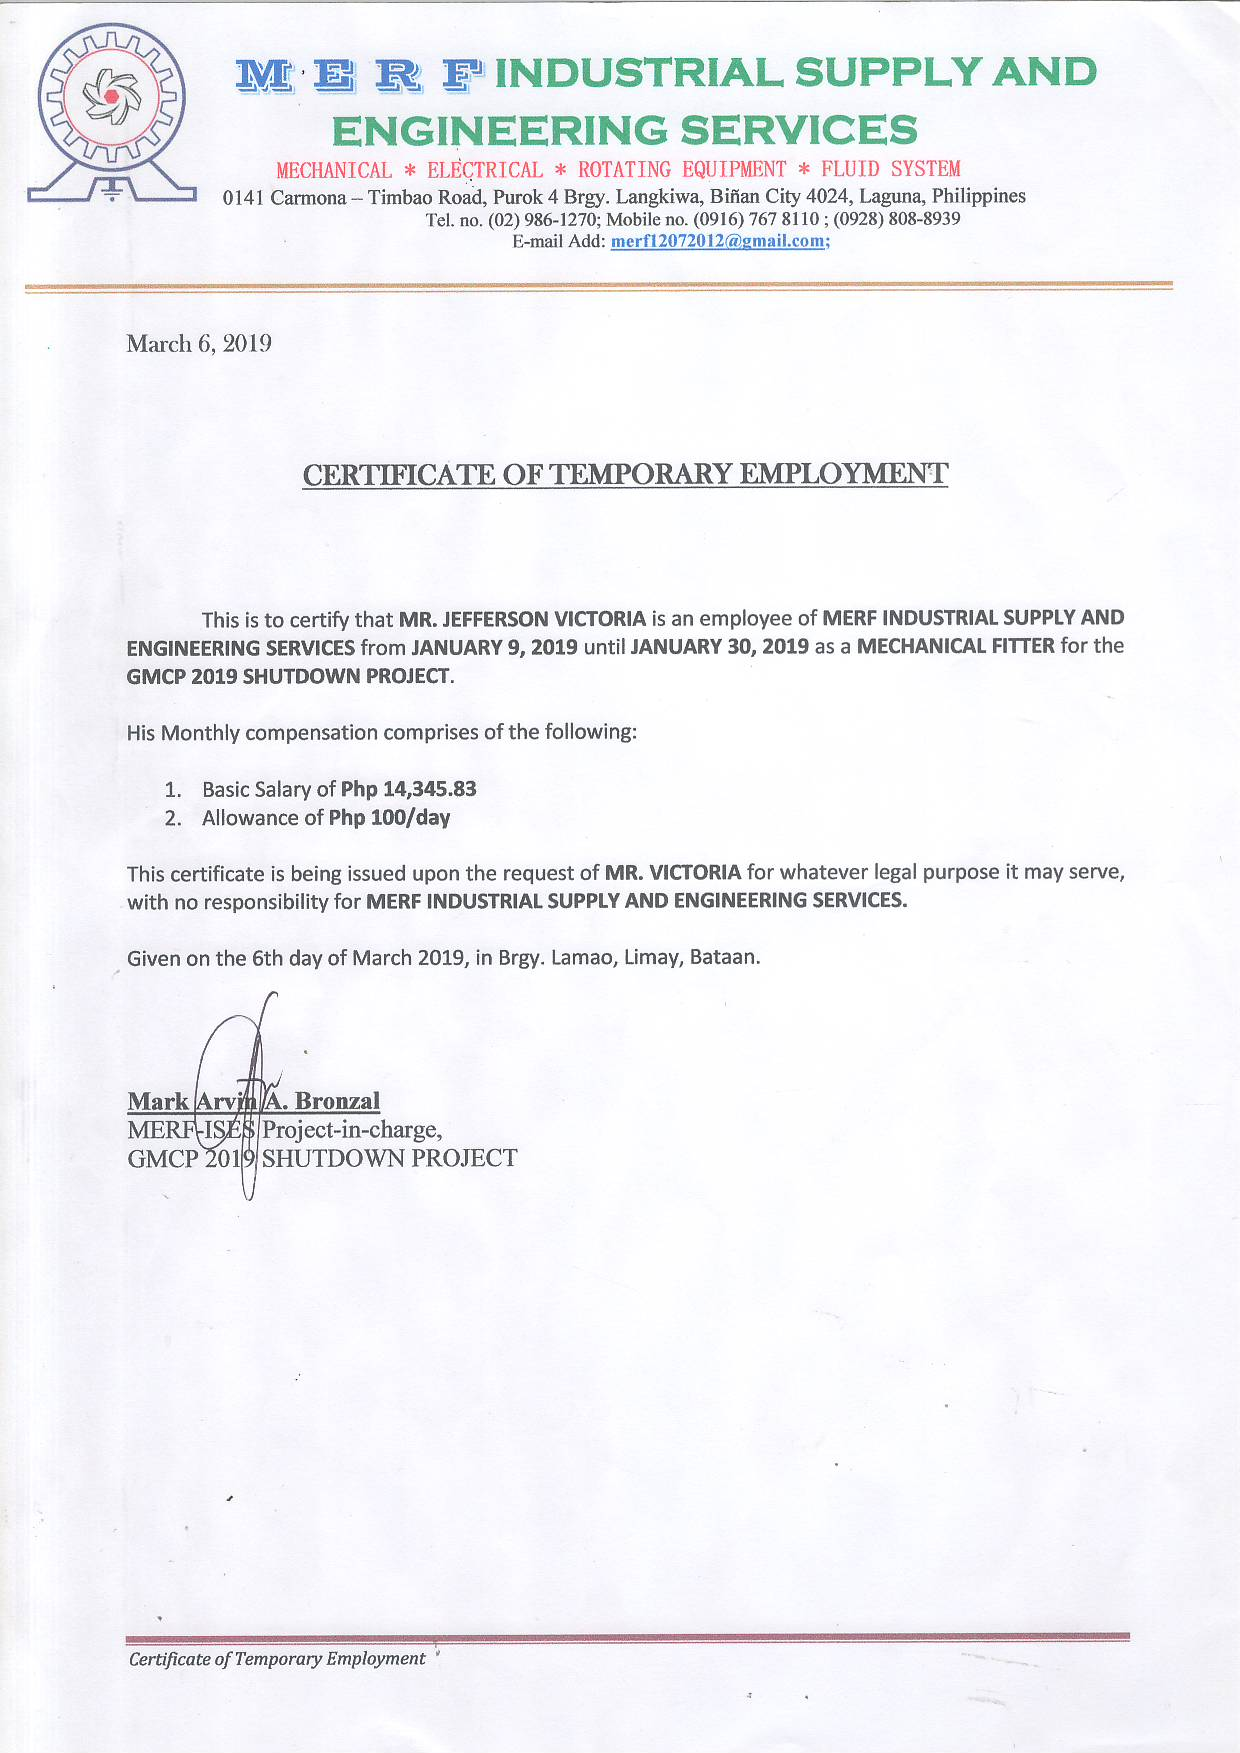 M E R F INDUSTRIAL SUPPLY AND
ENGINEERING SERVICES
MECHANICAL * ELECTRICAL * ROTATING EQUIPMENT * FLUID SYSTEM
0141 Carmona – Timbao Road, Purok 4 Brgy. Langkiwa, Biñan City 4024, Laguna, Philippines
Tel. no. (02) 986-1270; Mobile no. (0916) 767 8110 ; (0928) 808-8939
E-mail Add: merf12072012@gmail.com;
March 6, 2019
CERTIFICATE OF TEMPORARY EMPLOYMENT
This is to certify that MR. JEFFERSON VICTORIA is an employee of MERF INDUSTRIAL SUPPLY AND
ENGINEERING SERVICES from JANUARY 9, 2019 until JANUARY 30, 2019 as a MECHANICAL FITTER for the
GMCP 2019 SHUTDOWN PROJECT.
His Monthly compensation comprises of the following:
1. Basic Salary of Php 14,345.83
2. Allowance of Php 100/day
This certificate is being issued upon the request of MR. VICTORIA for whatever legal purpose it may serve,
with no responsibility for MERF INDUSTRIAL SUPPLY AND ENGINEERING SERVICES.
Given on the 6th day of March 2019, in Brgy. Lamao, Limay, Bataan.
Mark Arvin A. Bronzal
MERF-ISES Project-in-charge,
GMCP 2019 SHUTDOWN PROJECT
Certificate of Temporary Employment